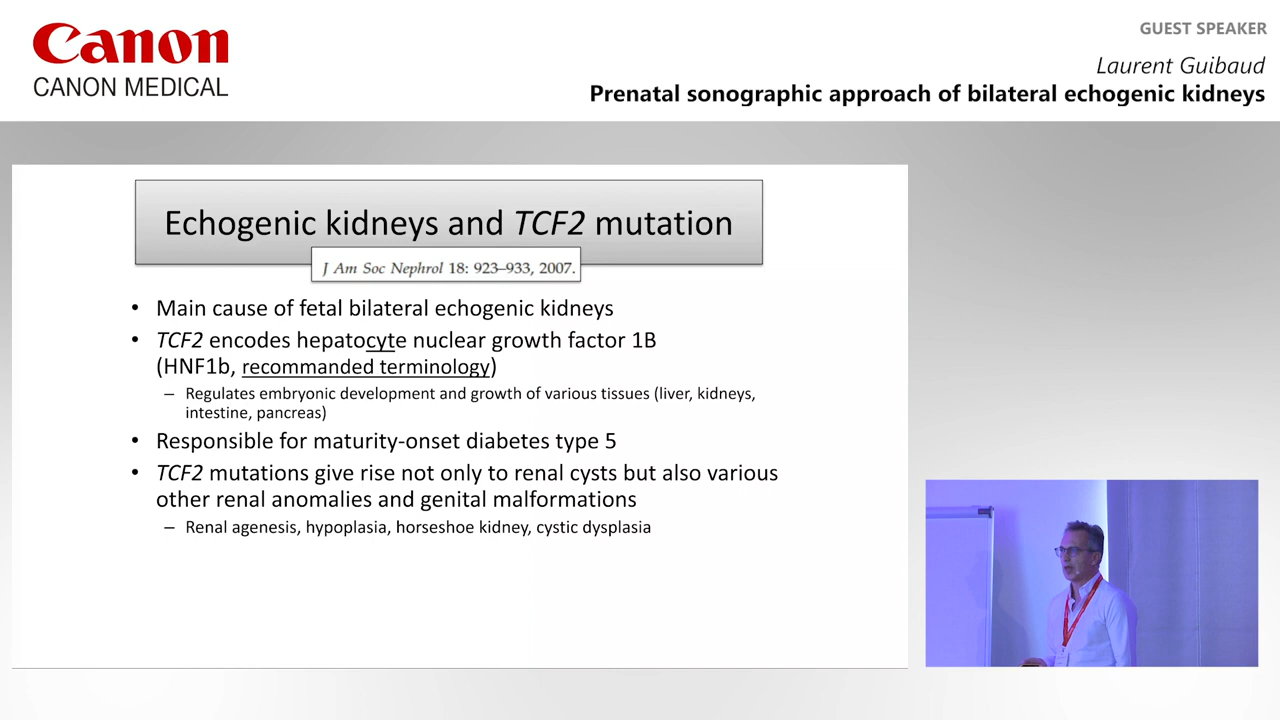 Canon
CANON MEDICAL
GUEST SPEAKER
Laurent Guibaud
Prenatal sonographic approach of bilateral echogenic kidneys
Echogenic kidneys and TCF2 mutation
J Am Soc Nephrol 18: 923–933, 2007.
• Main cause of fetal bilateral echogenic kidneys
• TCF2 encodes hepatocyte nuclear growth factor 1B
(HNF1b, recommanded terminology)
– Regulates embryonic development and growth of various tissues (liver, kidneys,
intestine, pancreas)
• Responsible for maturity-onset diabetes type 5
• TCF2 mutations give rise not only to renal cysts but also various
other renal anomalies and genital malformations
– Renal agenesis, hypoplasia, horseshoe kidney, cystic dysplasia